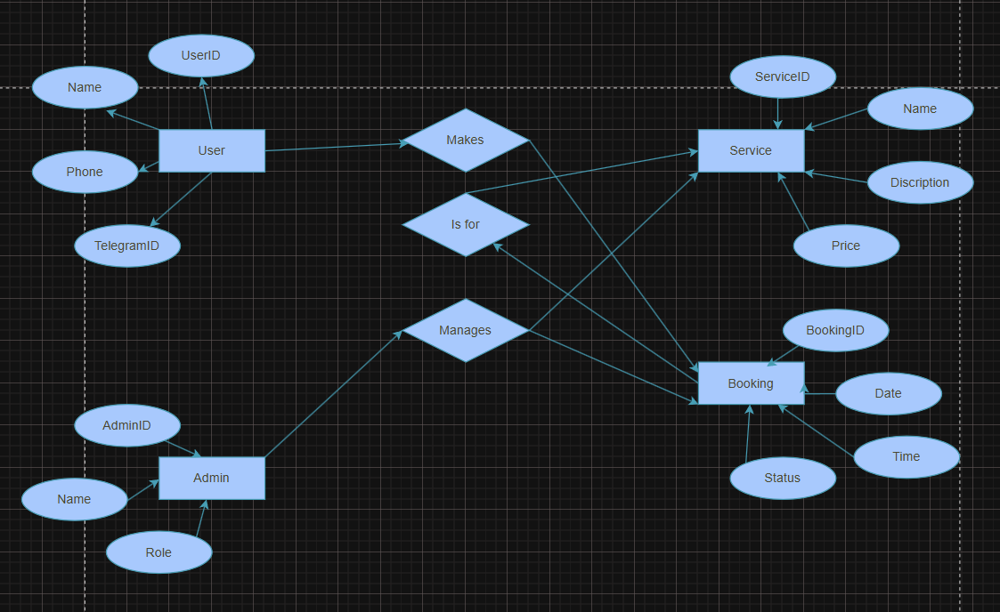 UserID
Name
Phone
TelegramID
User
Makes
Is for
Manages
ServiceID
Name
Service
Discription
Price
BookingID
Booking
Date
Time
Status
AdminID
Admin
Name
Role